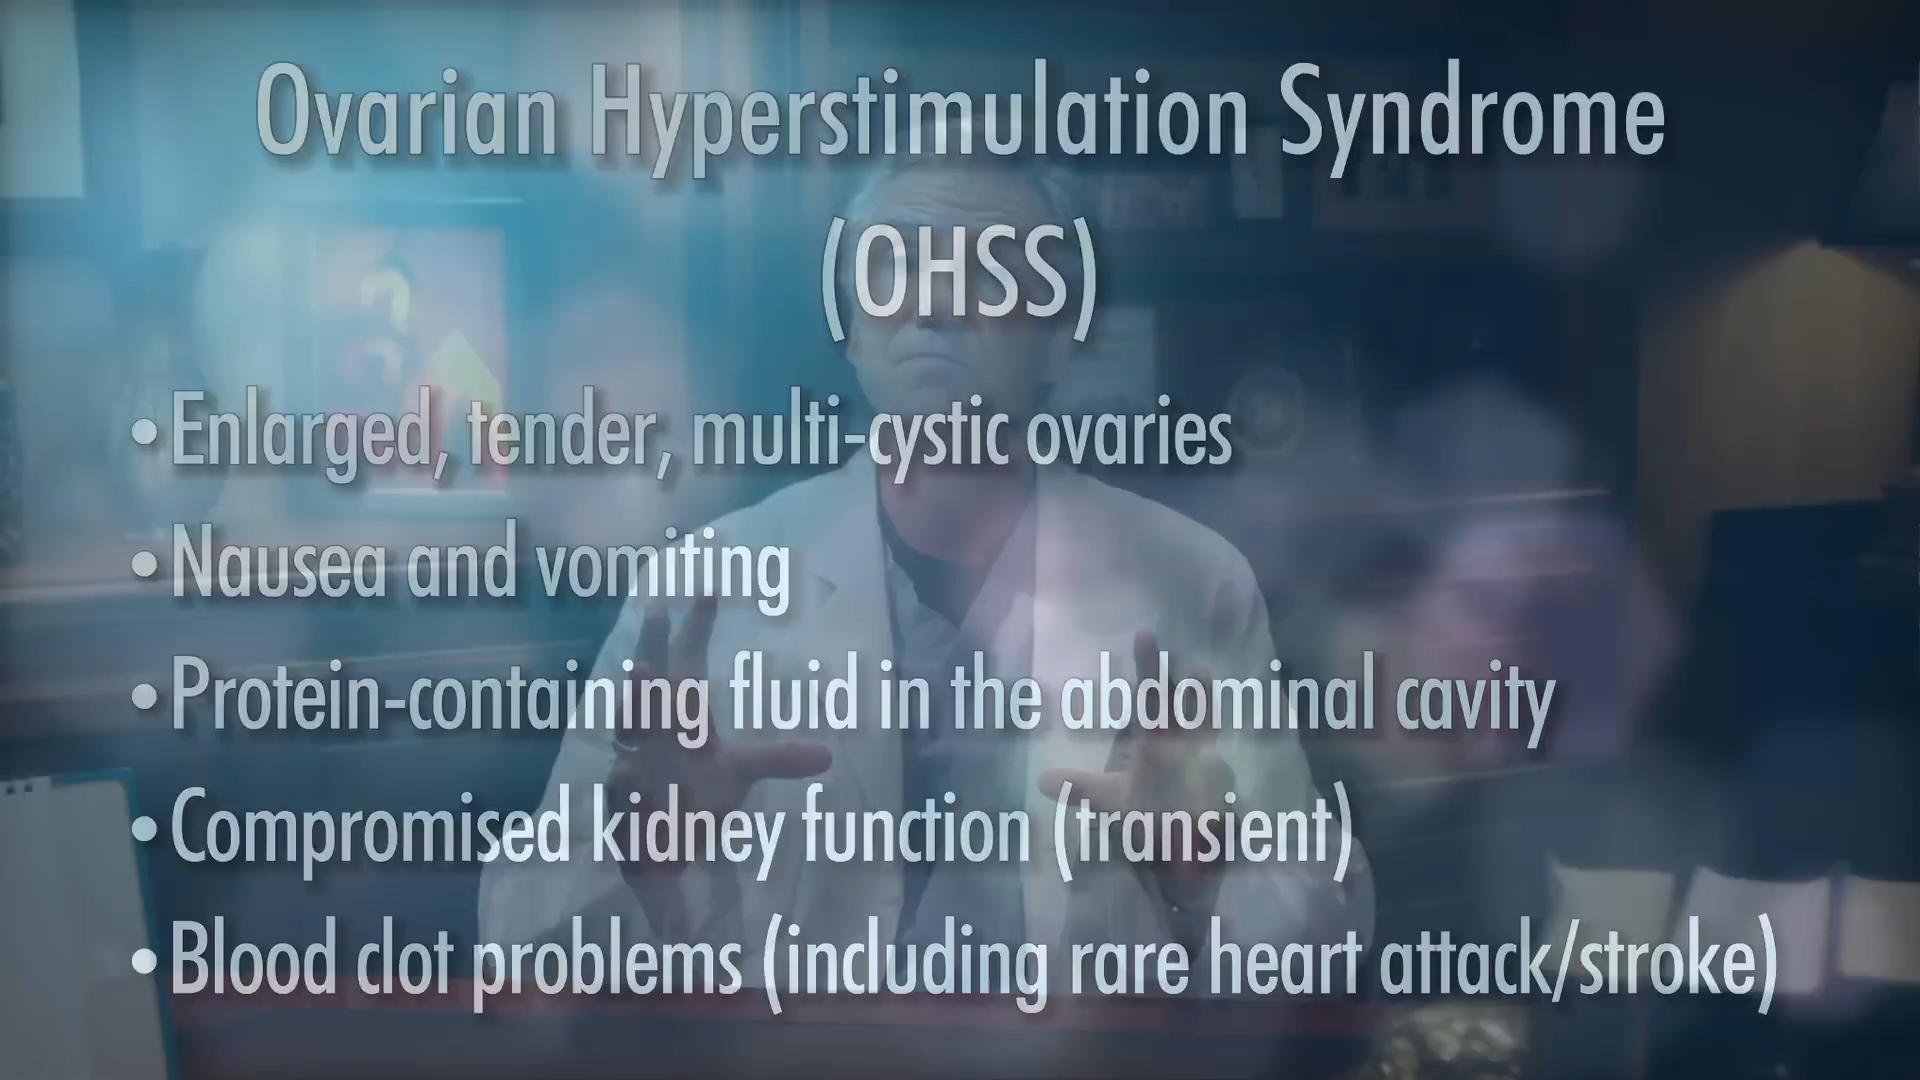 Ovarian Hyperstimulation Syndrome
(OHSS)
•Enlarged, tender, multi-cystic ovaries
•Nausea and vomiting
•Protein-containing fluid in the abdominal cavity
•Compromised kidney function (transient)
•Blood clot problems (including rare heart attack/stroke)